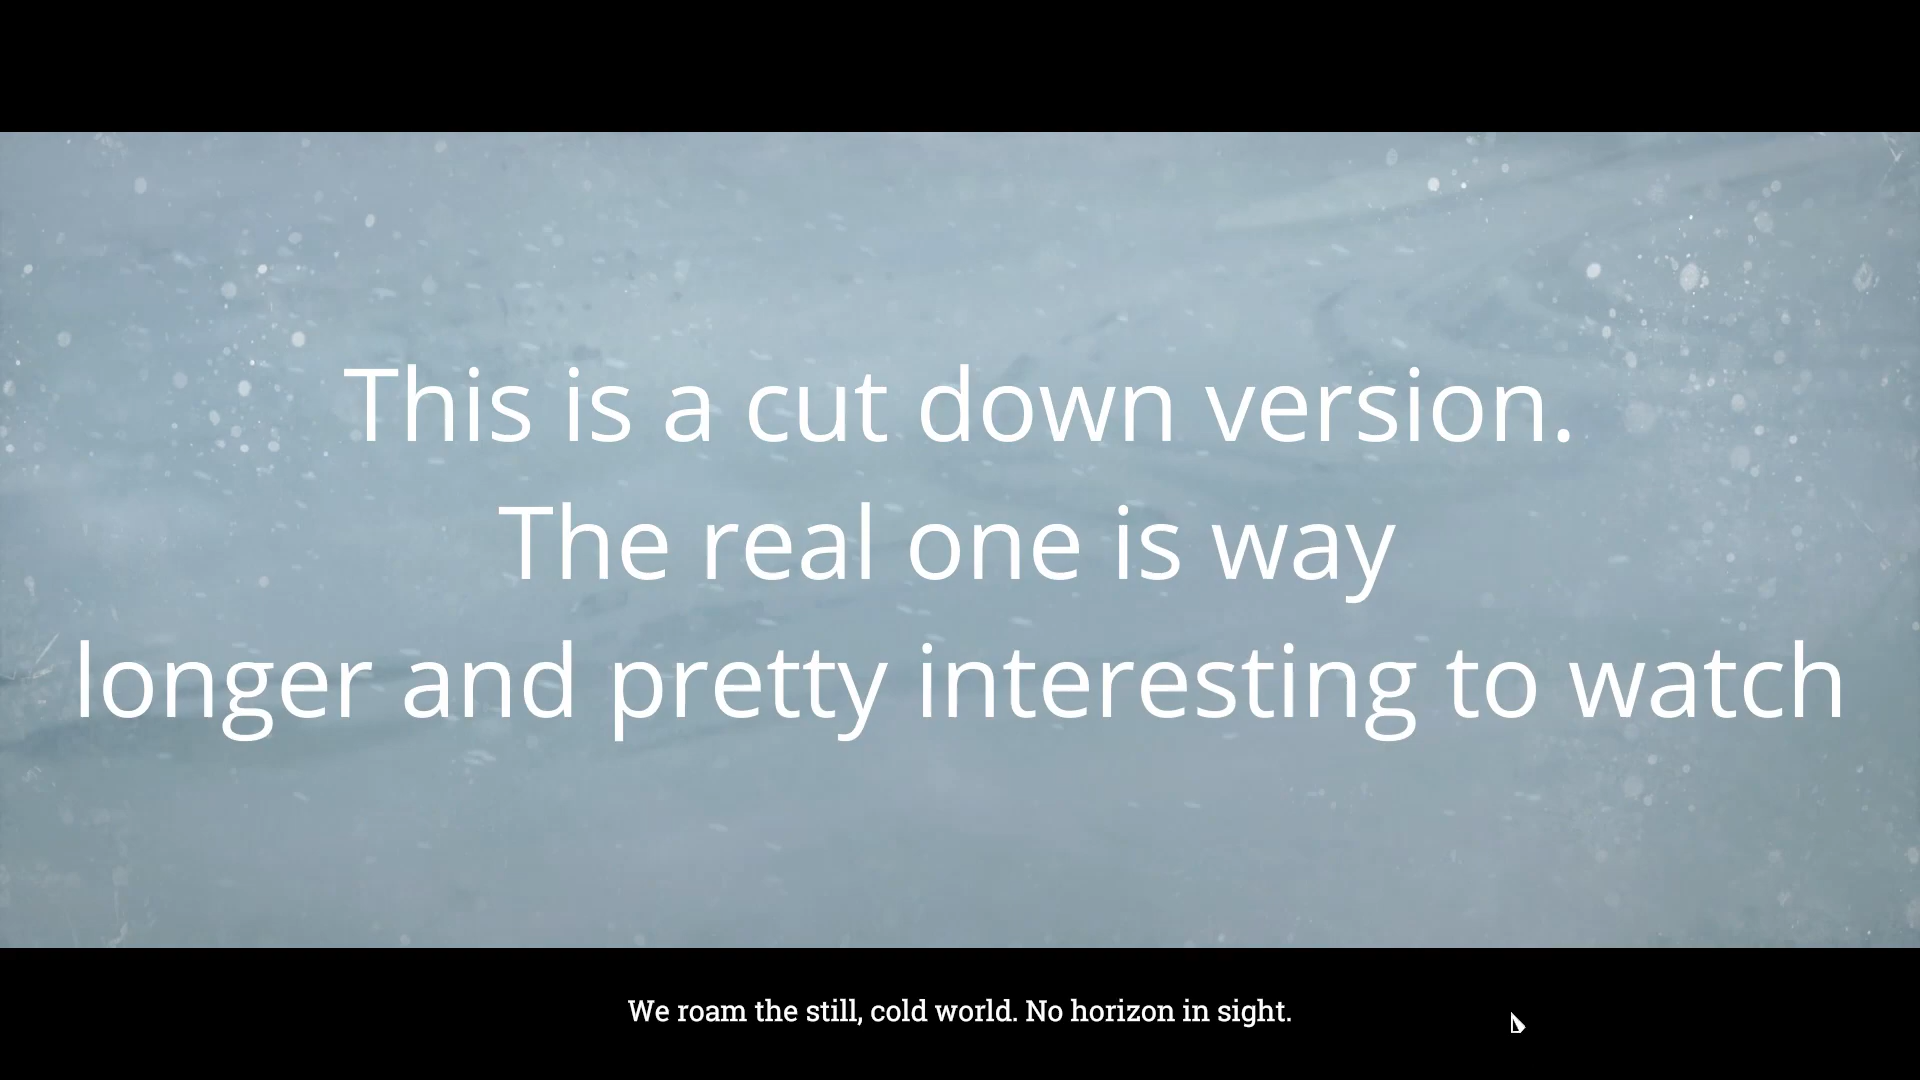 This is a cut down version.
The real one is way
longer and pretty interesting to watch
We roam the still, cold world. No horizon in sight.